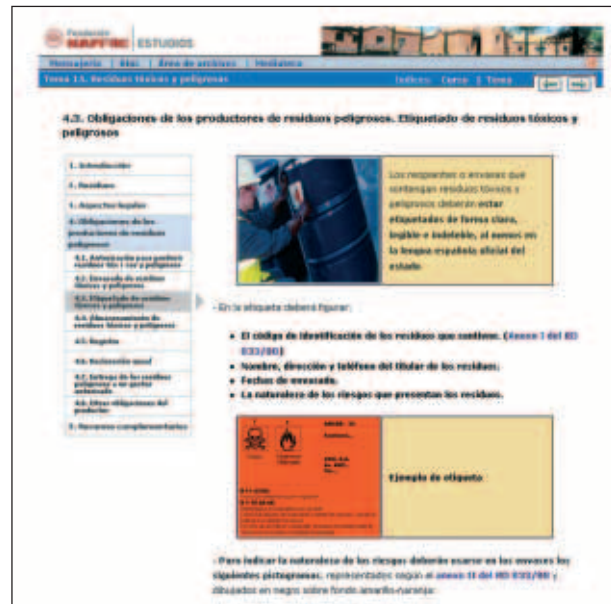 Fundación
MAPFRE ESTUDIOS
Mensajería | Área de archivos | Mediateca
Tema 13. Residuos tóxicos y peligrosos
Indices: Curso | Tema
4.3. Obligaciones de los productores de residuos peligrosos. Etiquetado de residuos tóxicos y
peligrosos
1. Introducción
2. Residuos
3. Aspectos legales
4. Obligaciones de los
productores de residuos
peligrosos
4.1. Autorización para producir
residuos y peligrosos
4.2. Envasado de residuos
tóxicos y peligrosos
4.3. Etiquetado de residuos
tóxicos y peligrosos
4.4. Almacenamiento de
residuos tóxicos y peligrosos
4.5. Registro
4.6. Declaración anual
4.7. Entrega de los residuos
peligrosos a un gestor
autorizado
4.8. Otras obligaciones del
productor
5. Recursos complementarios
Los recipientes o envases que
contengan residuos tóxicos y
peligrosos deberán estar
etiquetados de forma clara,
legible e indeleble, al menos en
la lengua española oficial del
estado.
- En la etiqueta deberá figurar:
• El código de identificación de los residuos que contiene. (Anexo I del RD
833/88)
• Nombre, dirección y teléfono del titular de los residuos.
• Fechas de envasado.
• La naturaleza de los riesgos que presentan los residuos.
Ejemplo de etiqueta
- Para indicar la naturaleza de los riesgos deberán usarse en los envases los
siguientes pictogramas, representados según el anexo II del RD 833/88 y
dibujados en negro sobre fondo amarillo-naranja: